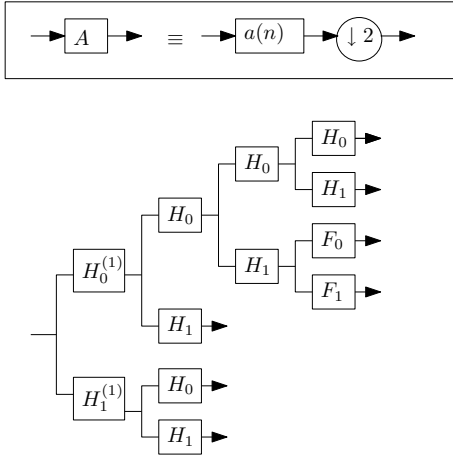 A ≡ a(n) ↓ 2
H₀
H₀ H₁
H₀ F₀
H₀⁽¹⁾ H₁ F₁
H₁
H₁⁽¹⁾ H₀
H₁